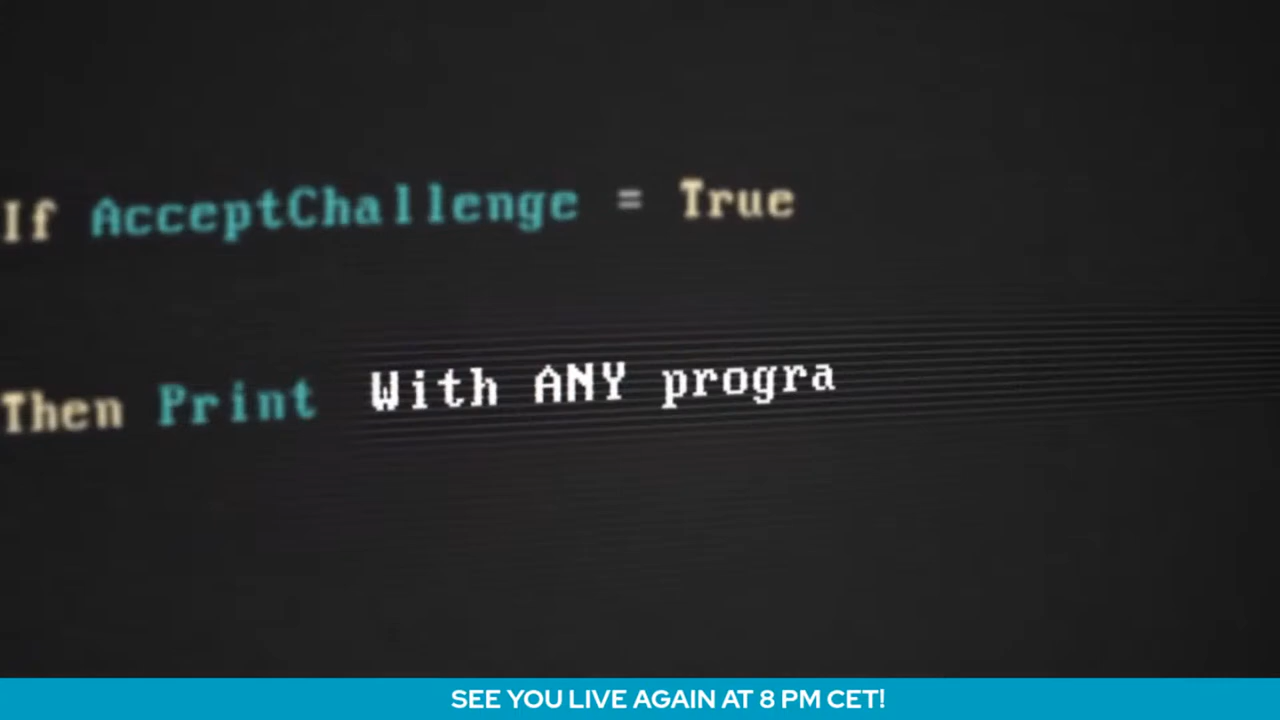 If AcceptChallenge = True
Then Print With ANY progra
SEE YOU LIVE AGAIN AT 8 PM CET!